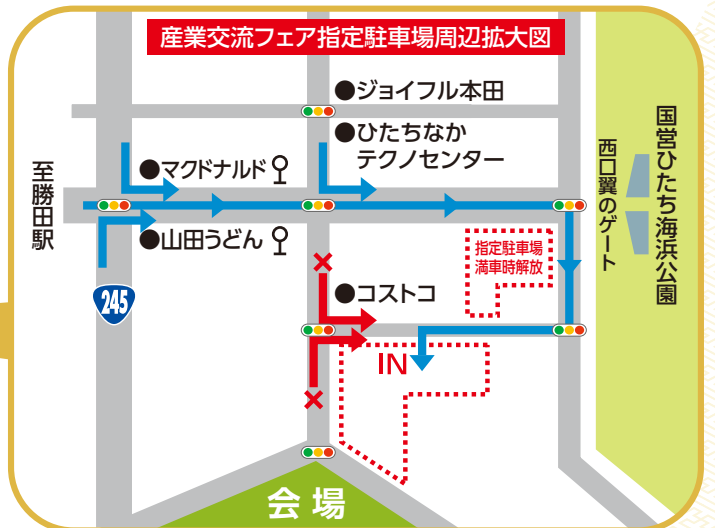 産業交流フェア指定駐車場周辺拡大図
●ジョイフル本田
●ひたちなか
テクノセンター
●マクドナルド
至勝田駅
●山田うどん
245
国営ひたち海浜公園
西口翼のゲート
指定駐車場
満車時解放
●コストコ
IN
会場